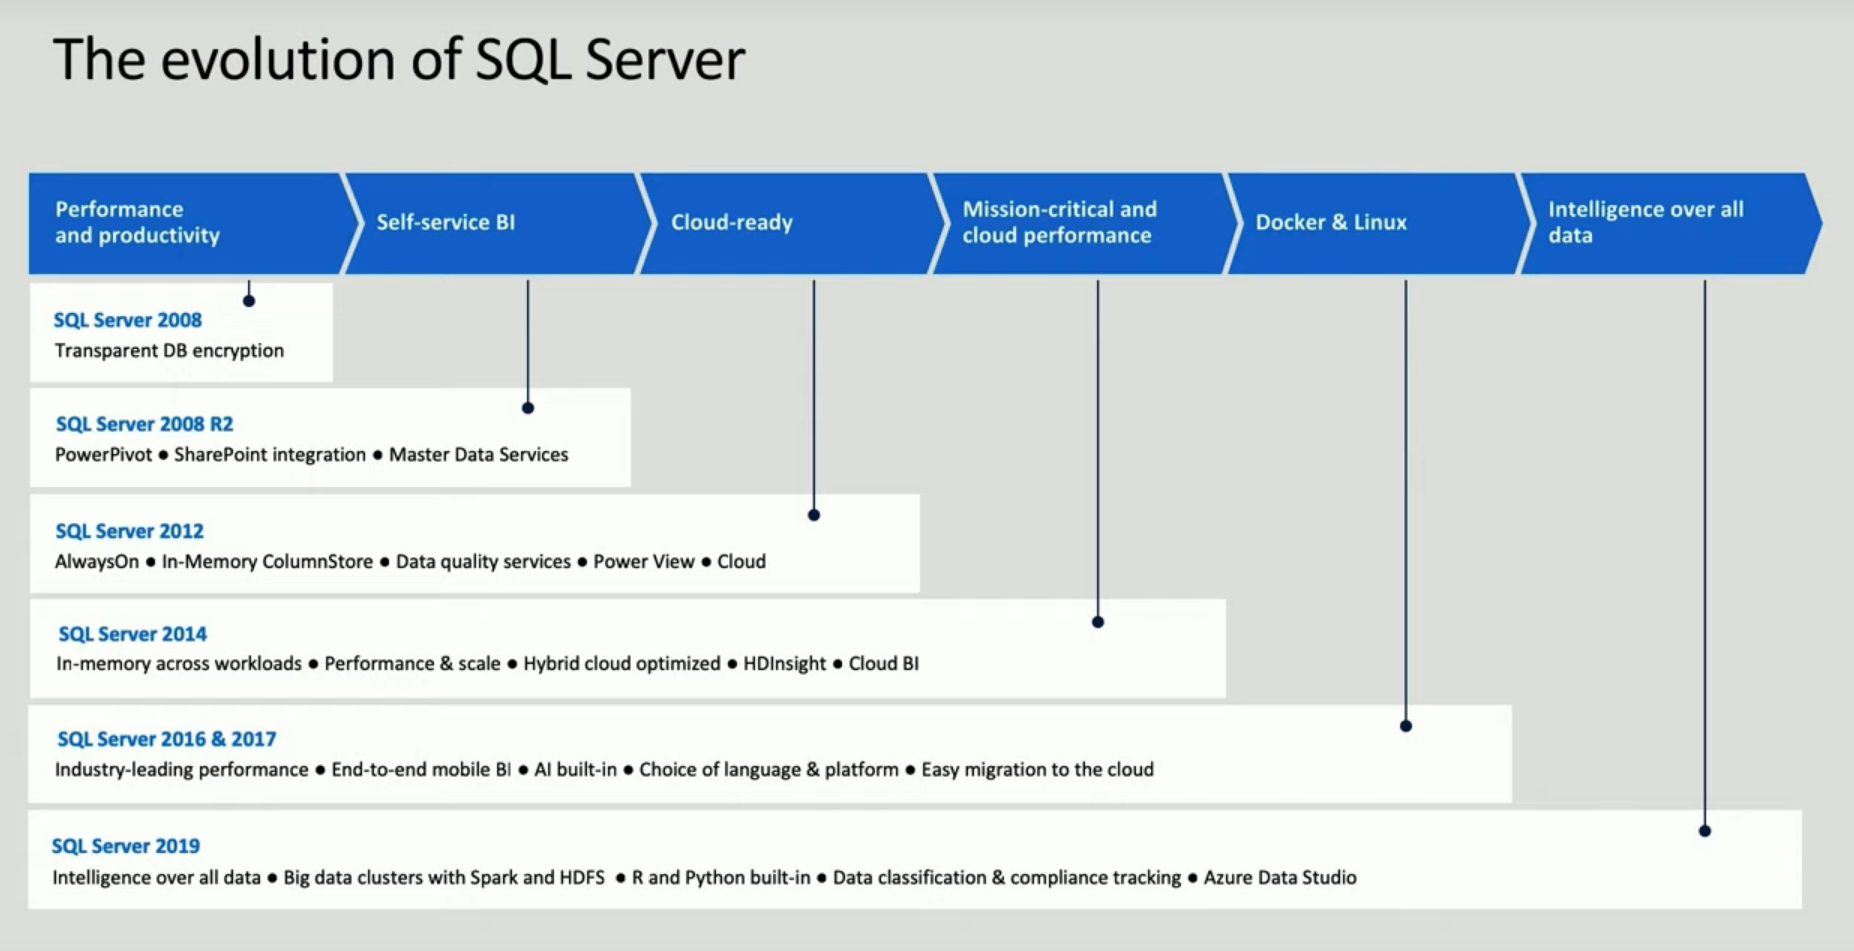 The evolution of SQL Server
Performance
and productivity
Self-service BI
Cloud-ready
Mission-critical and
cloud performance
Docker & Linux
Intelligence over all
data
SQL Server 2008
Transparent DB encryption
SQL Server 2008 R2
PowerPivot ● SharePoint integration ● Master Data Services
SQL Server 2012
AlwaysOn ● In-Memory ColumnStore ● Data quality services ● Power View ● Cloud
SQL Server 2014
In-memory across workloads ● Performance & scale ● Hybrid cloud optimized ● HDInsight ● Cloud BI
SQL Server 2016 & 2017
Industry-leading performance ● End-to-end mobile BI ● AI built-in ● Choice of language & platform ● Easy migration to the cloud
SQL Server 2019
Intelligence over all data ● Big data clusters with Spark and HDFS ● R and Python built-in ● Data classification & compliance tracking ● Azure Data Studio